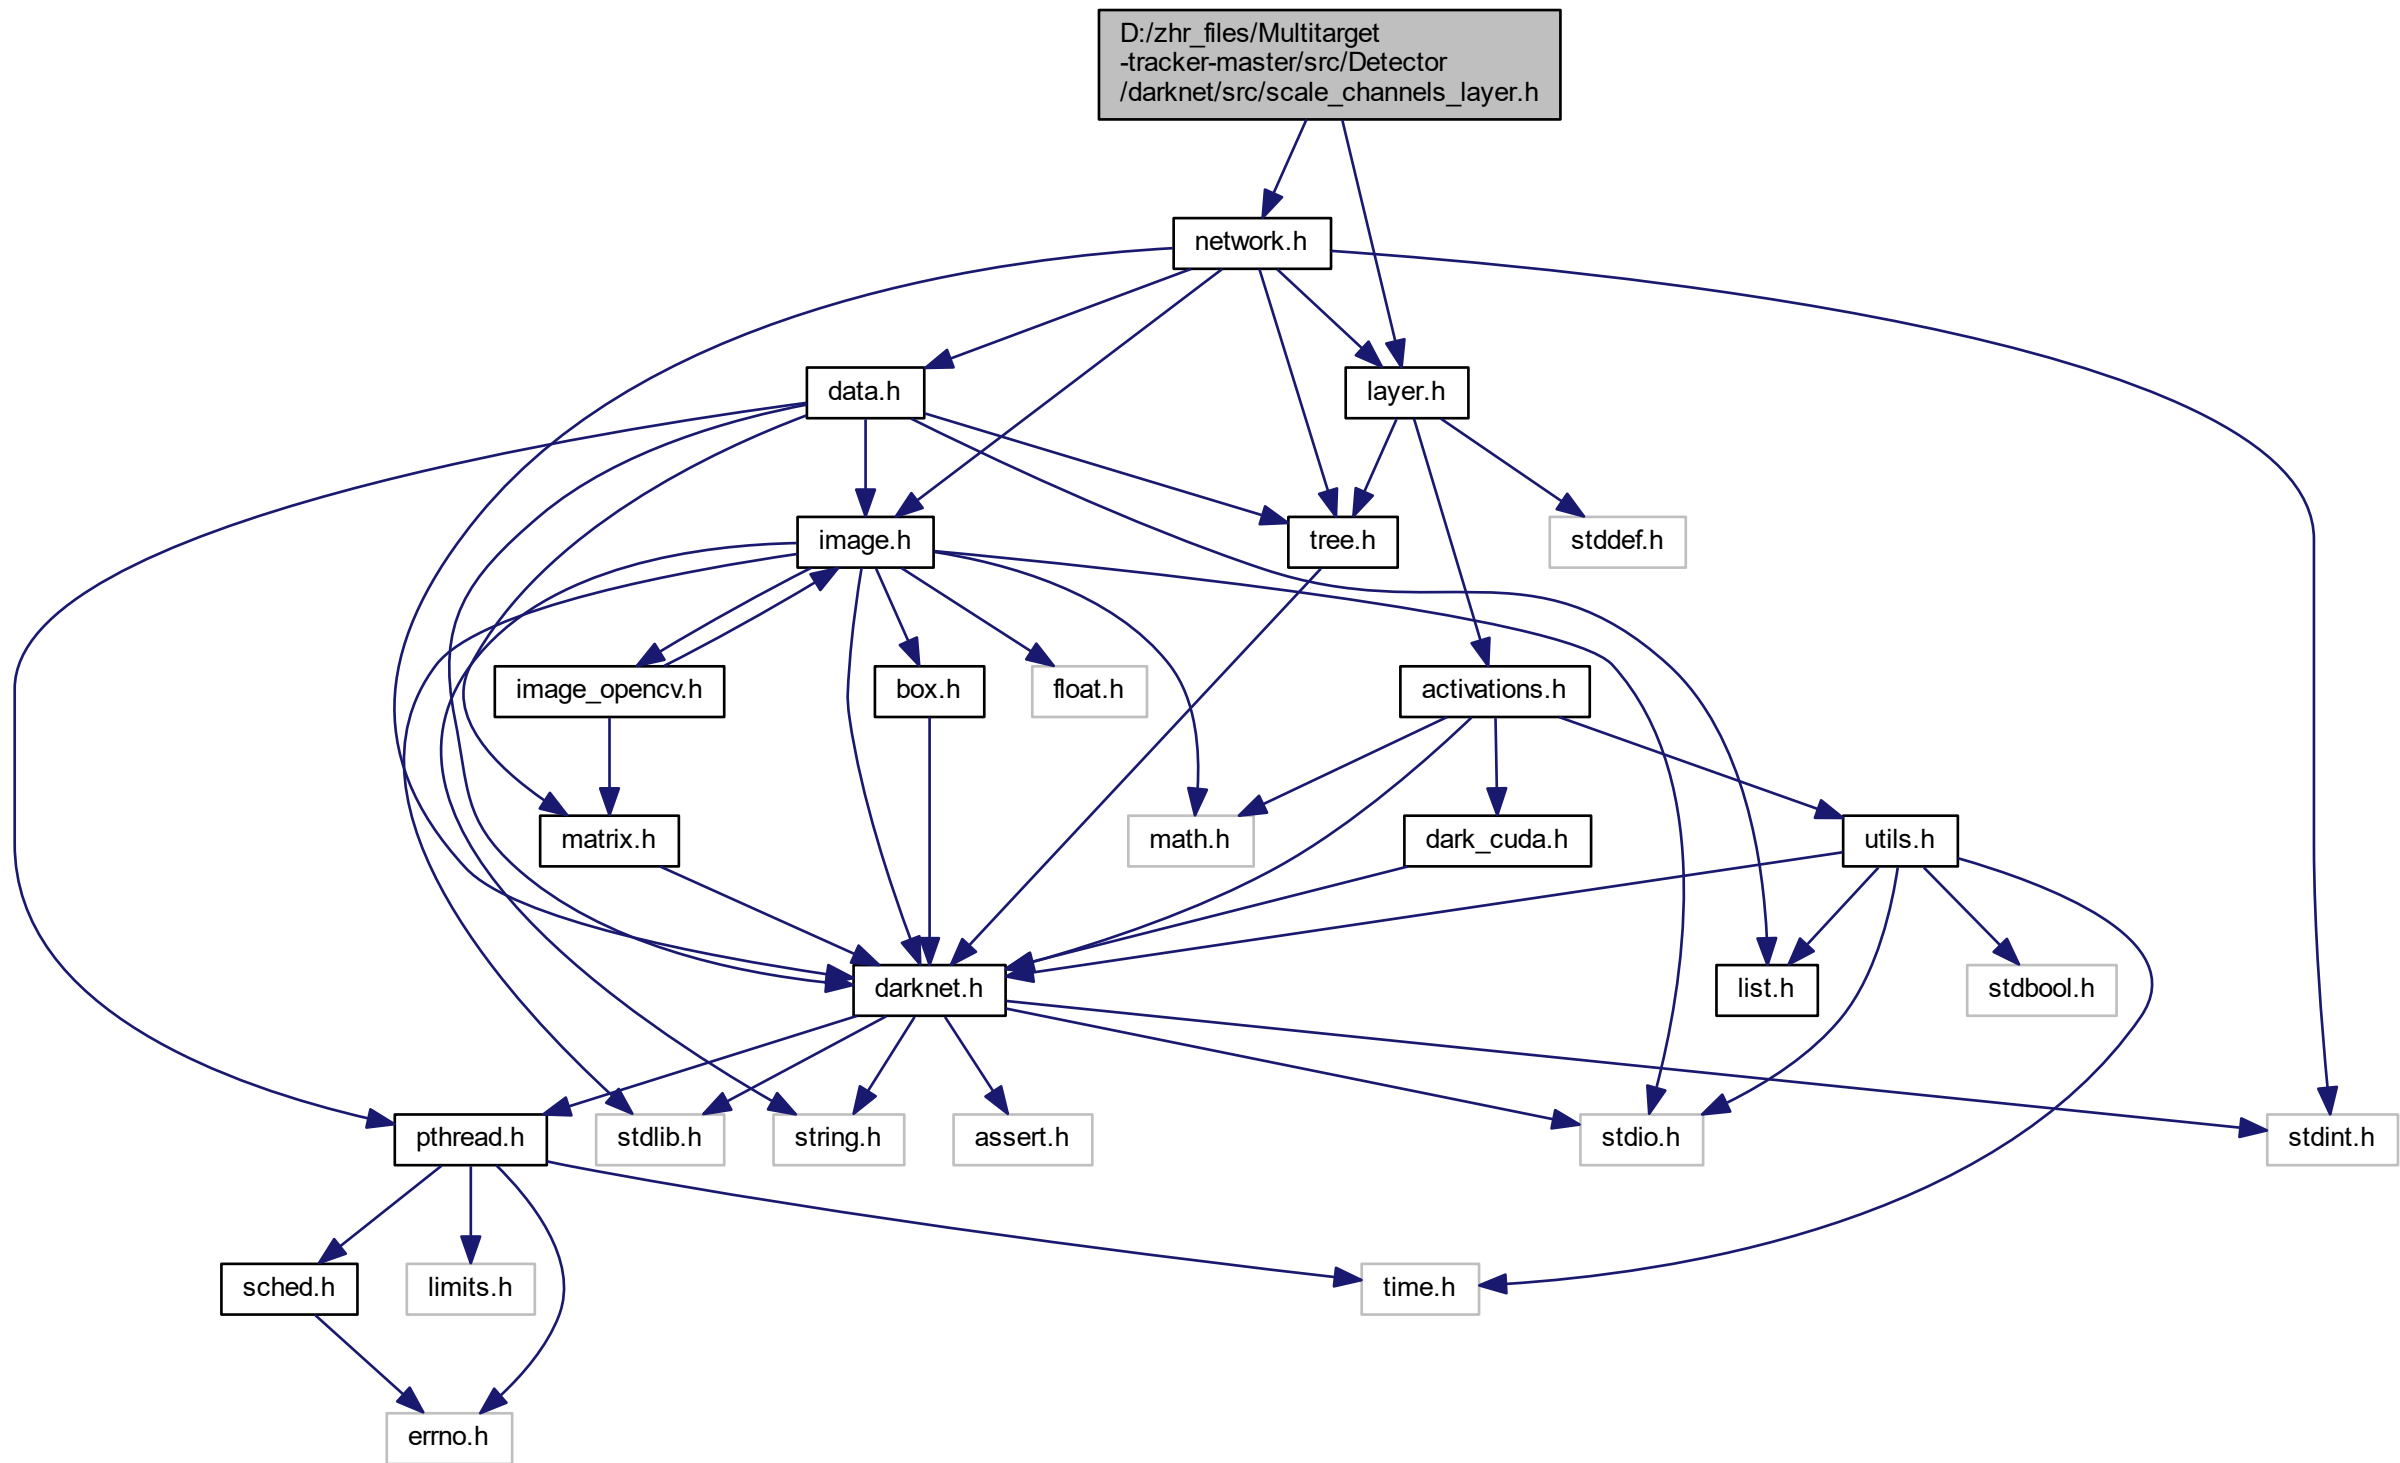 D:/zhr_files/Multitarget
-tracker-master/src/Detector
/darknet/src/scale_channels_layer.h
network.h
data.h
layer.h
image.h
tree.h
stddef.h
image_opencv.h
box.h
float.h
activations.h
matrix.h
math.h
dark_cuda.h
utils.h
darknet.h
list.h
stdbool.h
pthread.h
stdlib.h
string.h
assert.h
stdio.h
stdint.h
sched.h
limits.h
time.h
errno.h